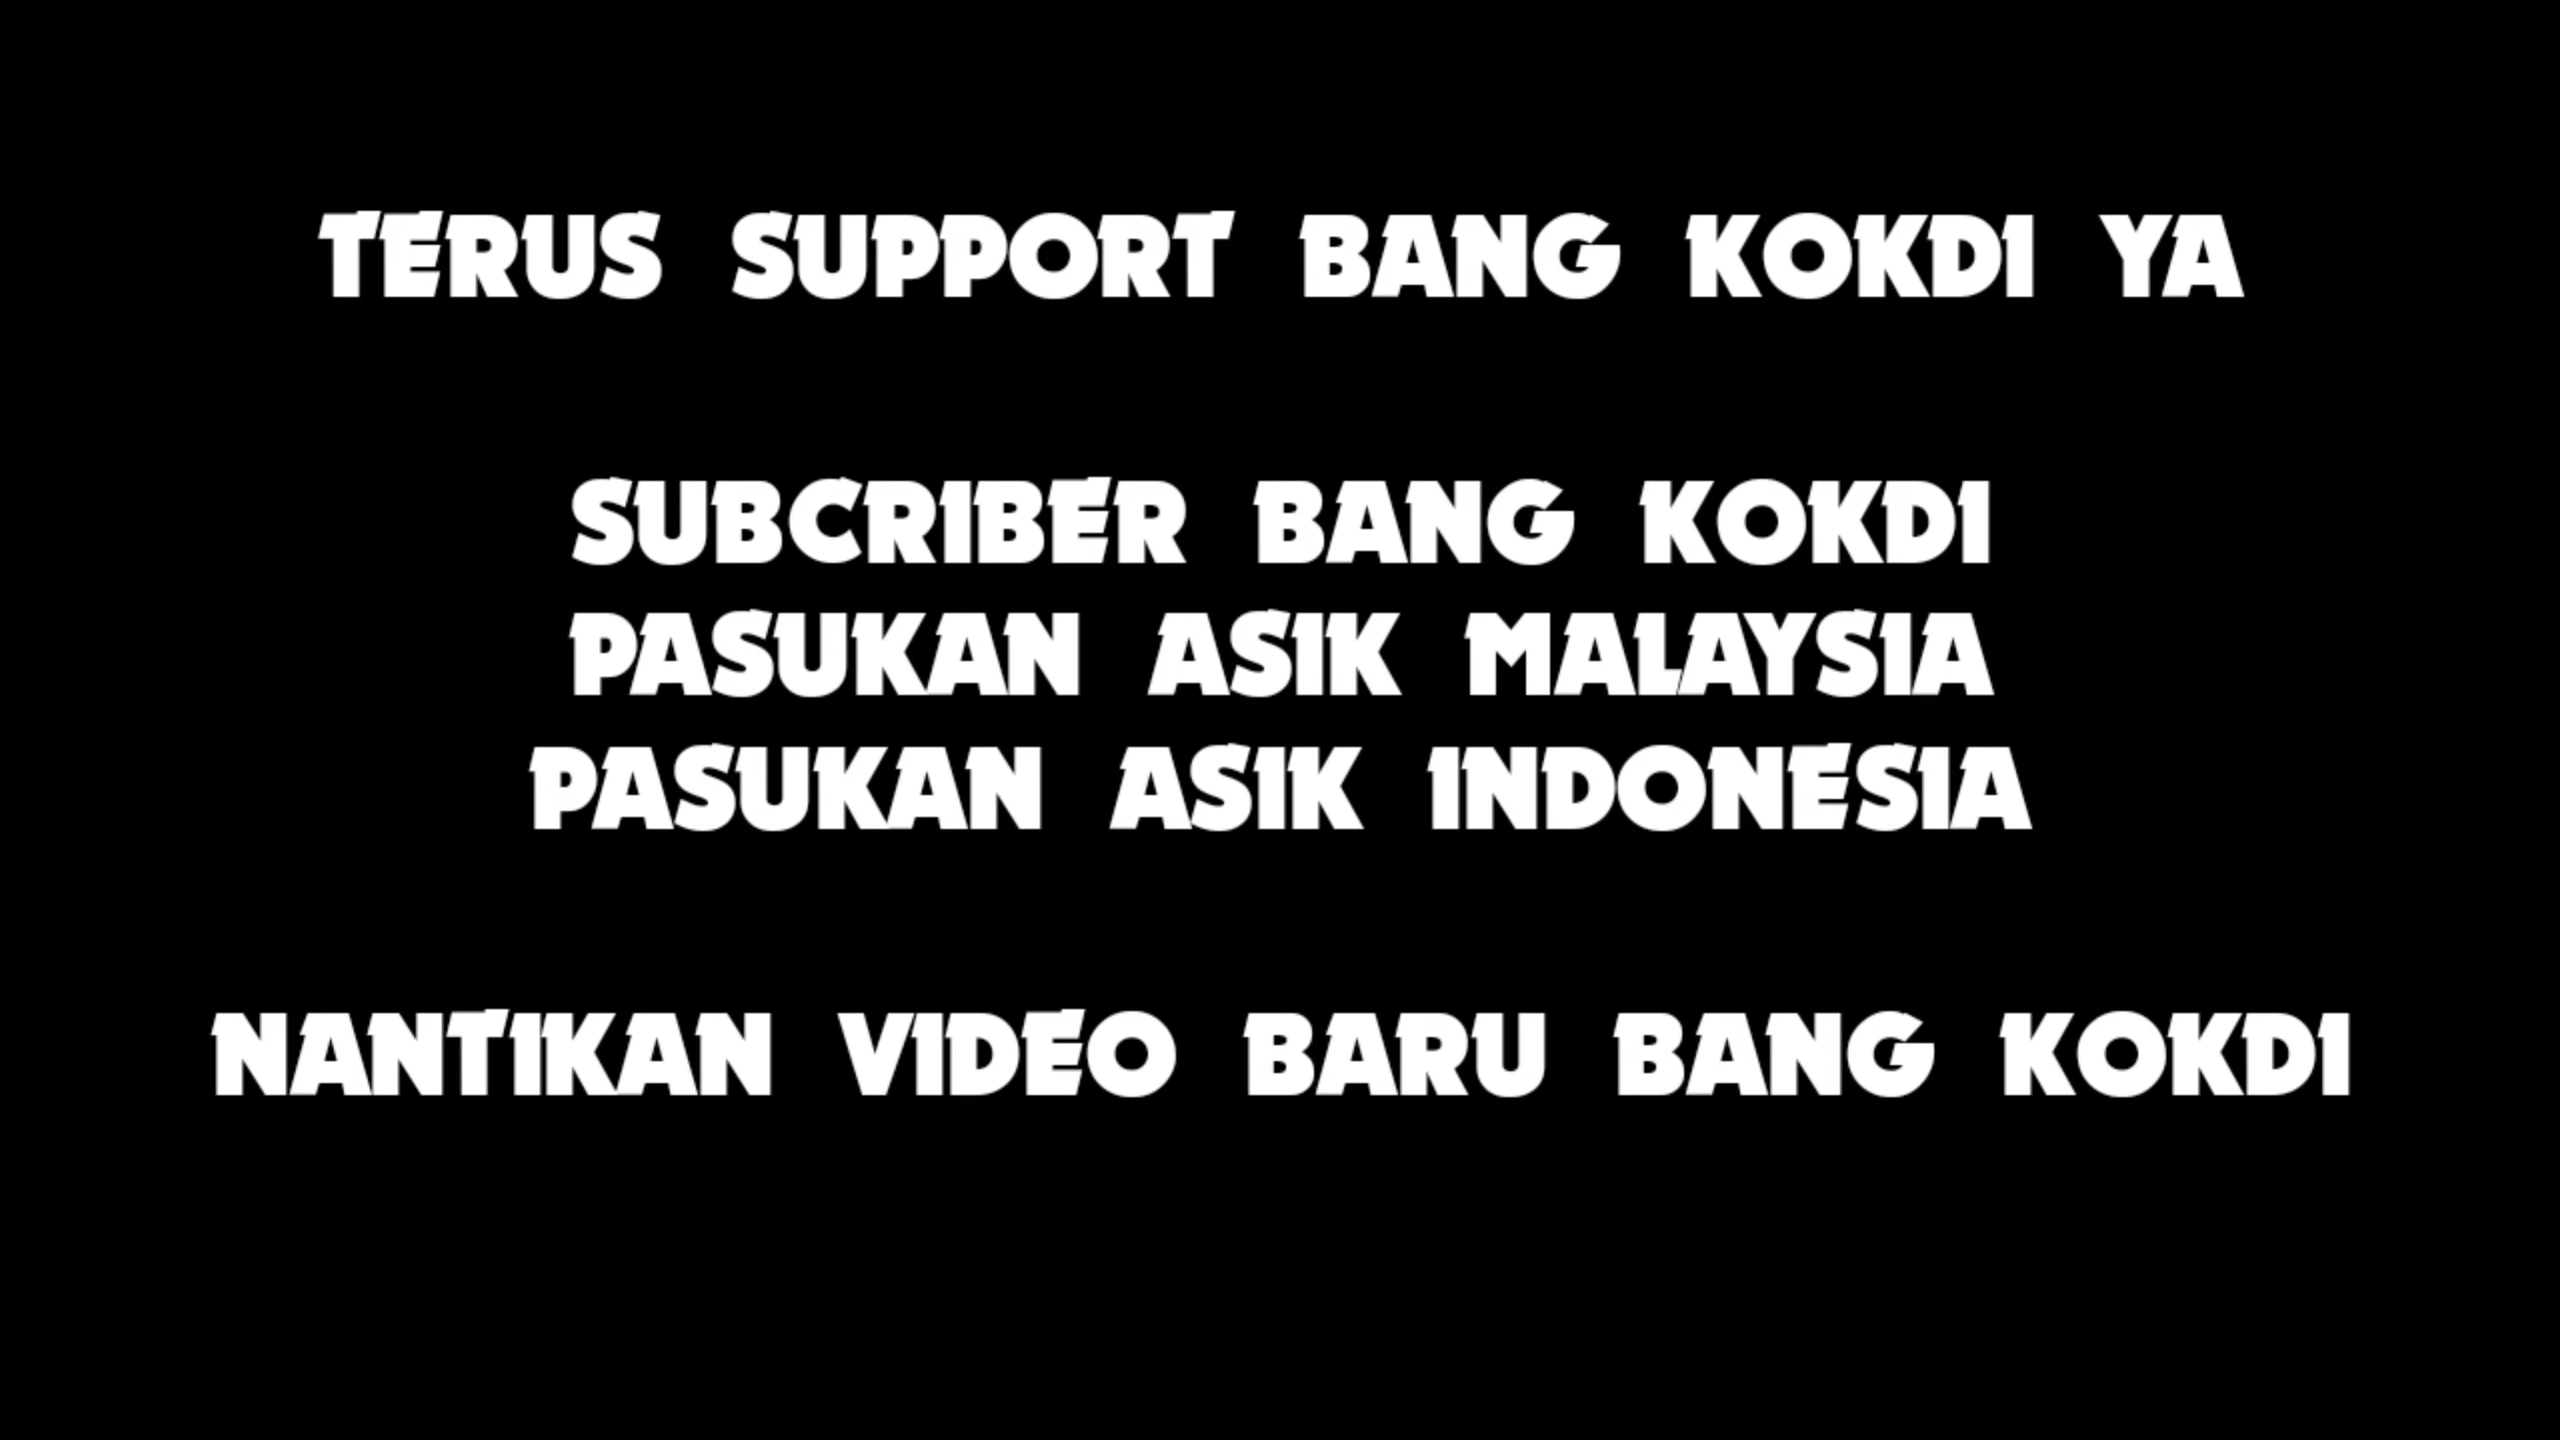 TERUS SUPPORT BANG KOKDI YA
SUBCRIBER BANG KOKDI
PASUKAN ASIK MALAYSIA
PASUKAN ASIK INDONESIA
NANTIKAN VIDEO BARU BANG KOKDI